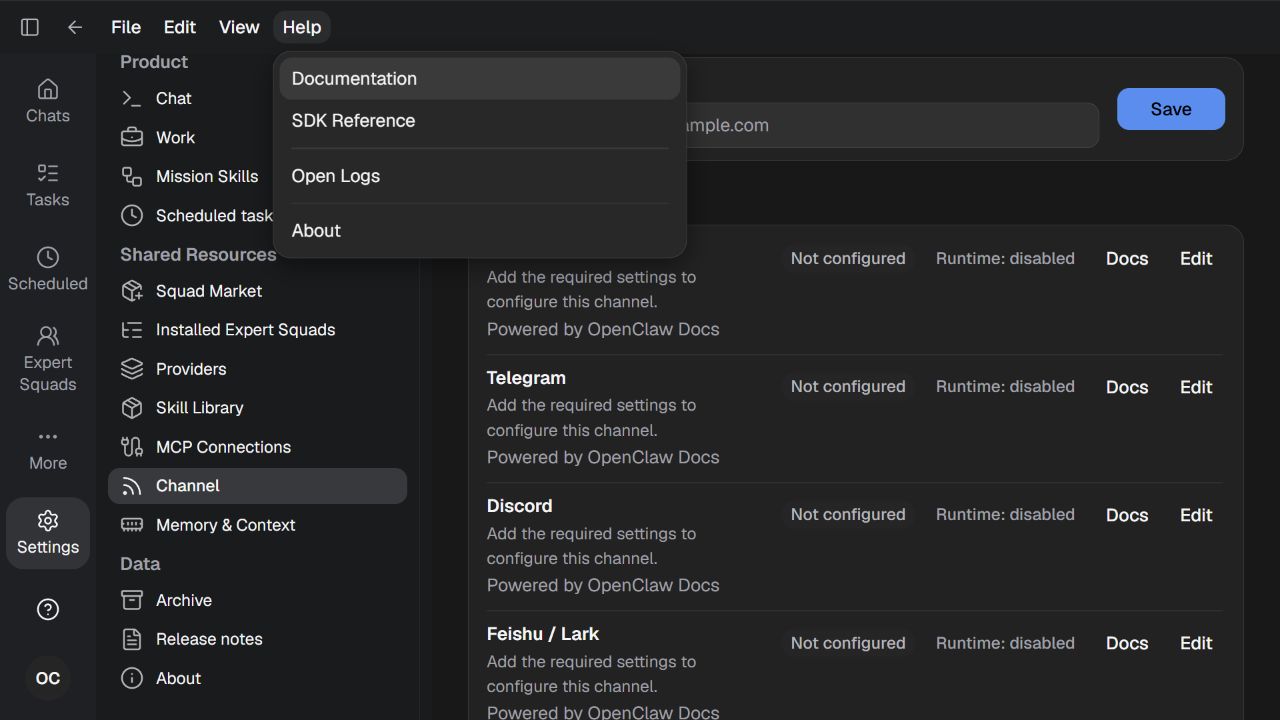 File Edit View Help
Chats
Tasks
Scheduled
Expert
Squads
More
Settings
OC
Product
Chat
Work
Mission Skills
Scheduled task
Shared Resources
Squad Market
Installed Expert Squads
Providers
Skill Library
MCP Connections
Channel
Memory & Context
Data
Archive
Release notes
About
Documentation
SDK Reference
Open Logs
About
ample.com
Save
Not configured Runtime: disabled Docs Edit
Add the required settings to
configure this channel.
Powered by OpenClaw Docs
Telegram
Not configured Runtime: disabled Docs Edit
Add the required settings to
configure this channel.
Powered by OpenClaw Docs
Discord
Not configured Runtime: disabled Docs Edit
Add the required settings to
configure this channel.
Powered by OpenClaw Docs
Feishu / Lark
Not configured Runtime: disabled Docs Edit
Add the required settings to
configure this channel.
Powered by OpenClaw Docs